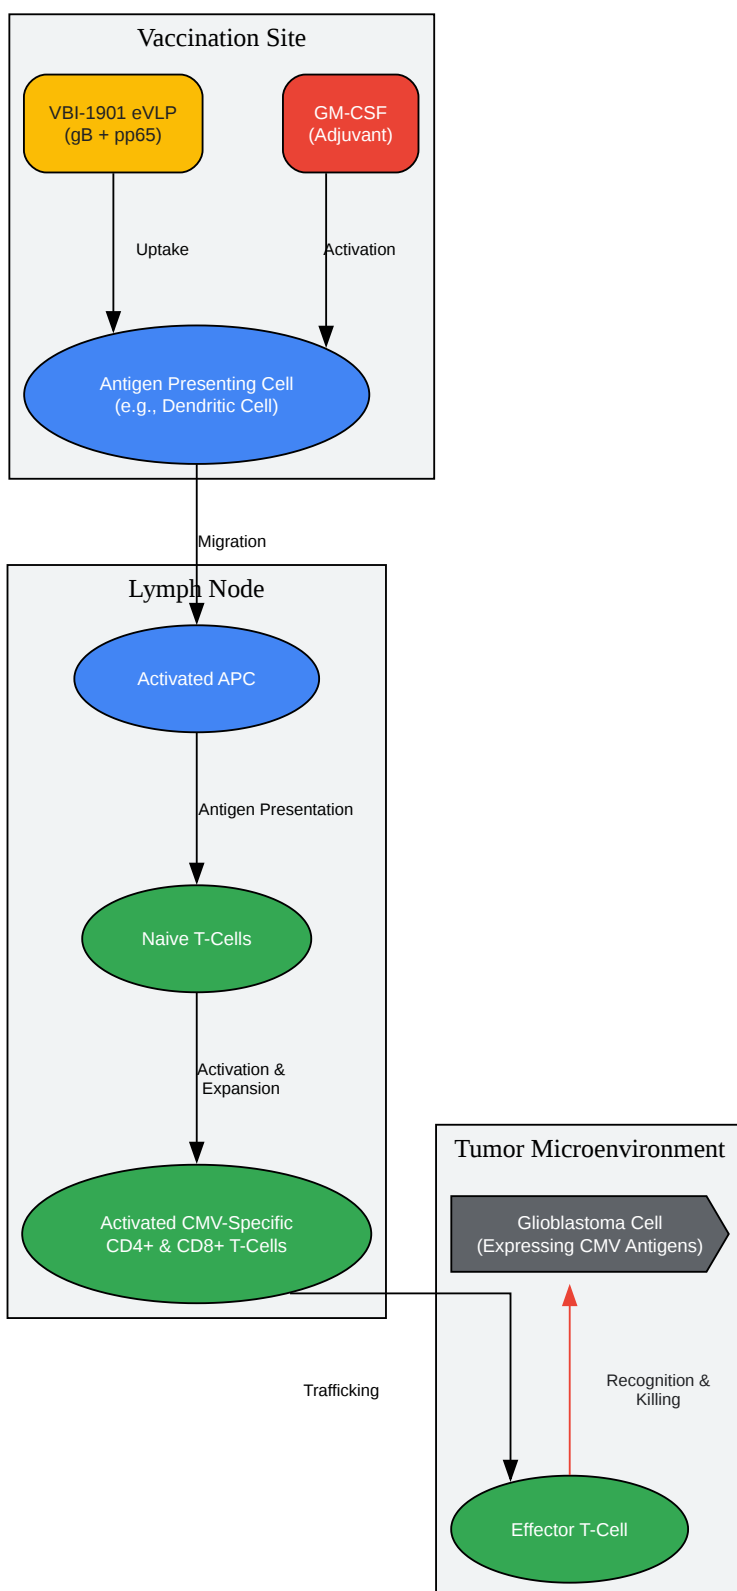 Vaccination Site
VBI-1901 eVLP
(gB + pp65)
GM-CSF
(Adjuvant)
Uptake
Activation
Antigen Presenting Cell
(e.g., Dendritic Cell)
Migration
Lymph Node
Activated APC
Antigen Presentation
Naive T-Cells
Activation &
Expansion
Activated CMV-Specific
CD4+ & CD8+ T-Cells
Trafficking
Tumor Microenvironment
Glioblastoma Cell
(Expressing CMV Antigens)
Recognition &
Killing
Effector T-Cell